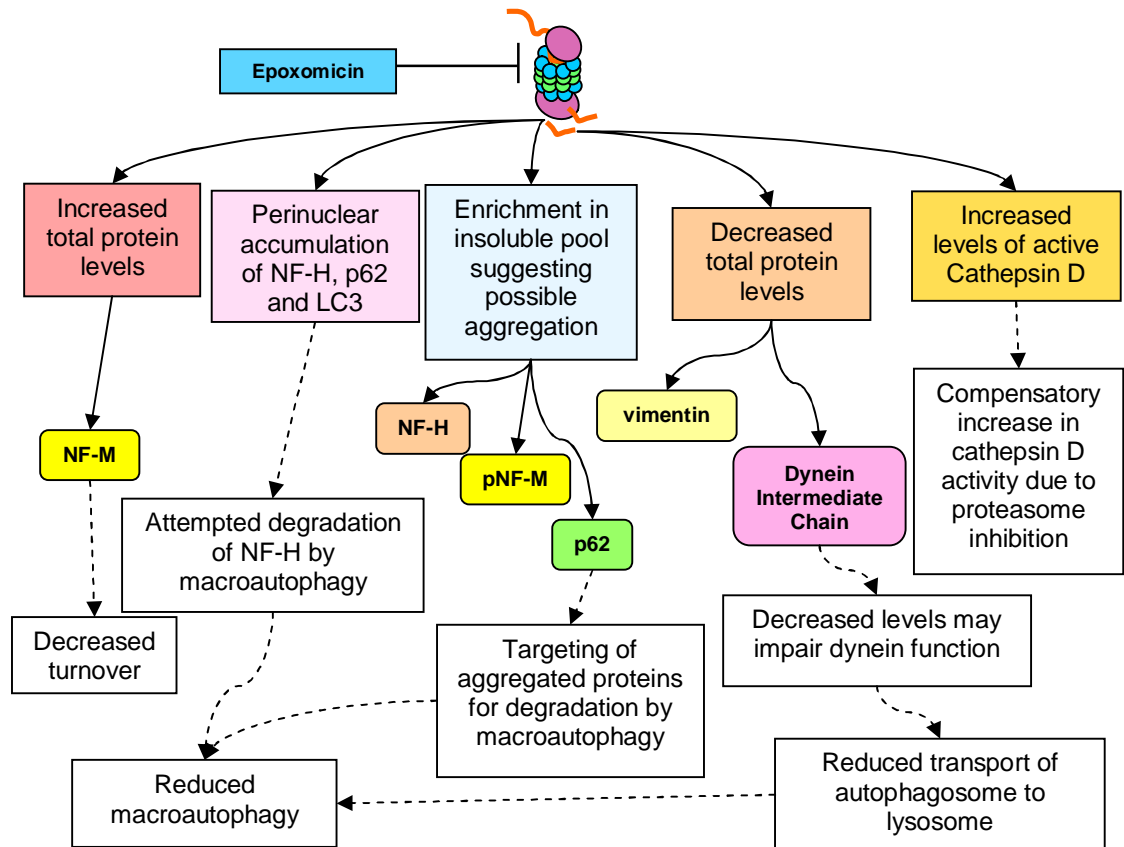 Epoxomicin
Increased
total protein
levels
Perinuclear
accumulation
of NF-H, p62
and LC3
Enrichment in
insoluble pool
suggesting
possible
aggregation
Decreased
total protein
levels
Increased
levels of active
Cathepsin D
NF-M
NF-H
pNF-M
p62
vimentin
Dynein
Intermediate
Chain
Compensatory
increase in
cathepsin D
activity due to
proteasome
inhibition
Attempted degradation
of NF-H by
macroautophagy
Decreased
turnover
Targeting of
aggregated proteins
for degradation by
macroautophagy
Decreased levels may
impair dynein function
Reduced
macroautophagy
Reduced transport of
autophagosome to
lysosome